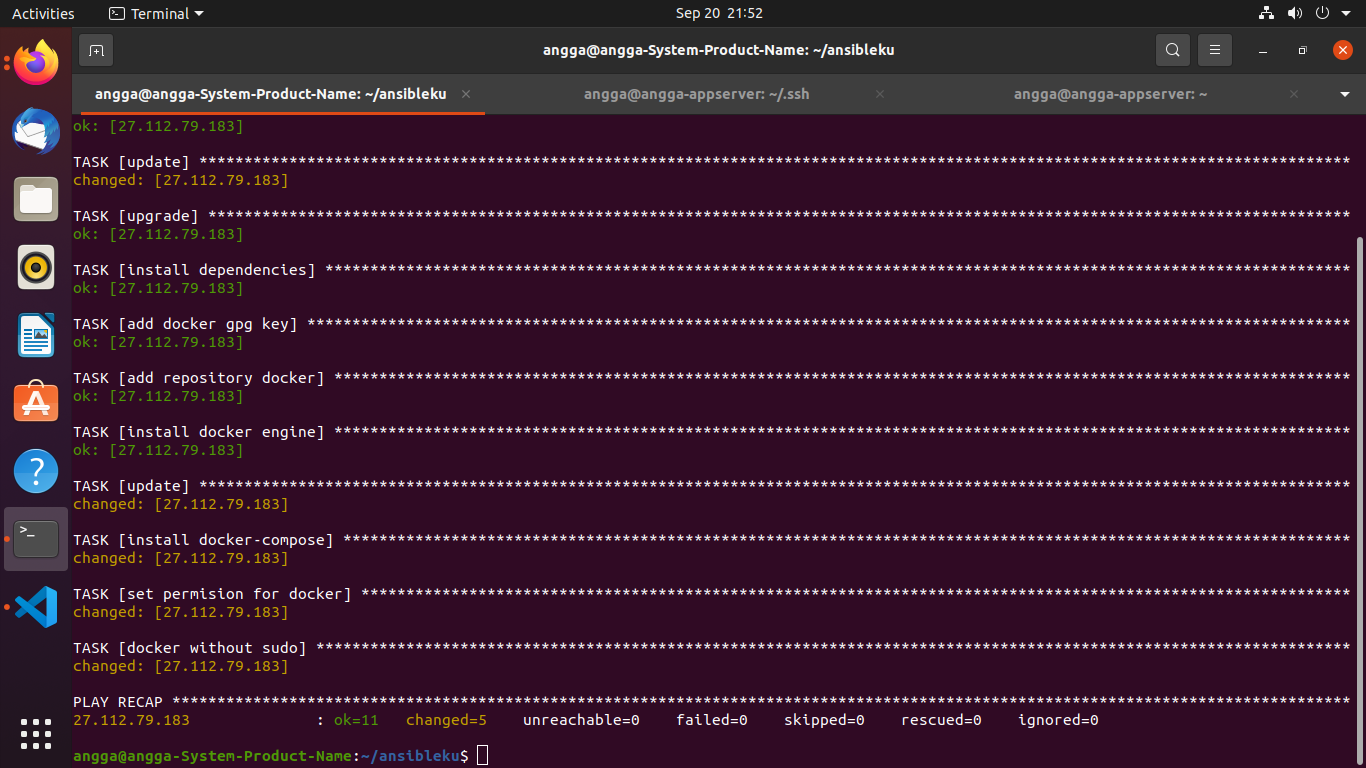 Activities Terminal Sep 20 21:52
angga@angga-System-Product-Name: ~/ansibleku
angga@angga-System-Product-Name: ~/ansibleku × angga@angga-appserver: ~/.ssh × angga@angga-appserver: ~ ×
ok: [27.112.79.183]
TASK [update] ********************************************************************************************************************************
changed: [27.112.79.183]
TASK [upgrade] *******************************************************************************************************************************
ok: [27.112.79.183]
TASK [install dependencies] ******************************************************************************************************************
ok: [27.112.79.183]
TASK [add docker gpg key] ********************************************************************************************************************
ok: [27.112.79.183]
TASK [add repository docker] *****************************************************************************************************************
ok: [27.112.79.183]
TASK [install docker engine] *****************************************************************************************************************
ok: [27.112.79.183]
TASK [update] ********************************************************************************************************************************
changed: [27.112.79.183]
TASK [install docker-compose] ****************************************************************************************************************
changed: [27.112.79.183]
TASK [set permision for docker] **************************************************************************************************************
changed: [27.112.79.183]
TASK [docker without sudo] *******************************************************************************************************************
changed: [27.112.79.183]
PLAY RECAP ***********************************************************************************************************************************
27.112.79.183 : ok=11 changed=5 unreachable=0 failed=0 skipped=0 rescued=0 ignored=0
angga@angga-System-Product-Name:~/ansibleku$